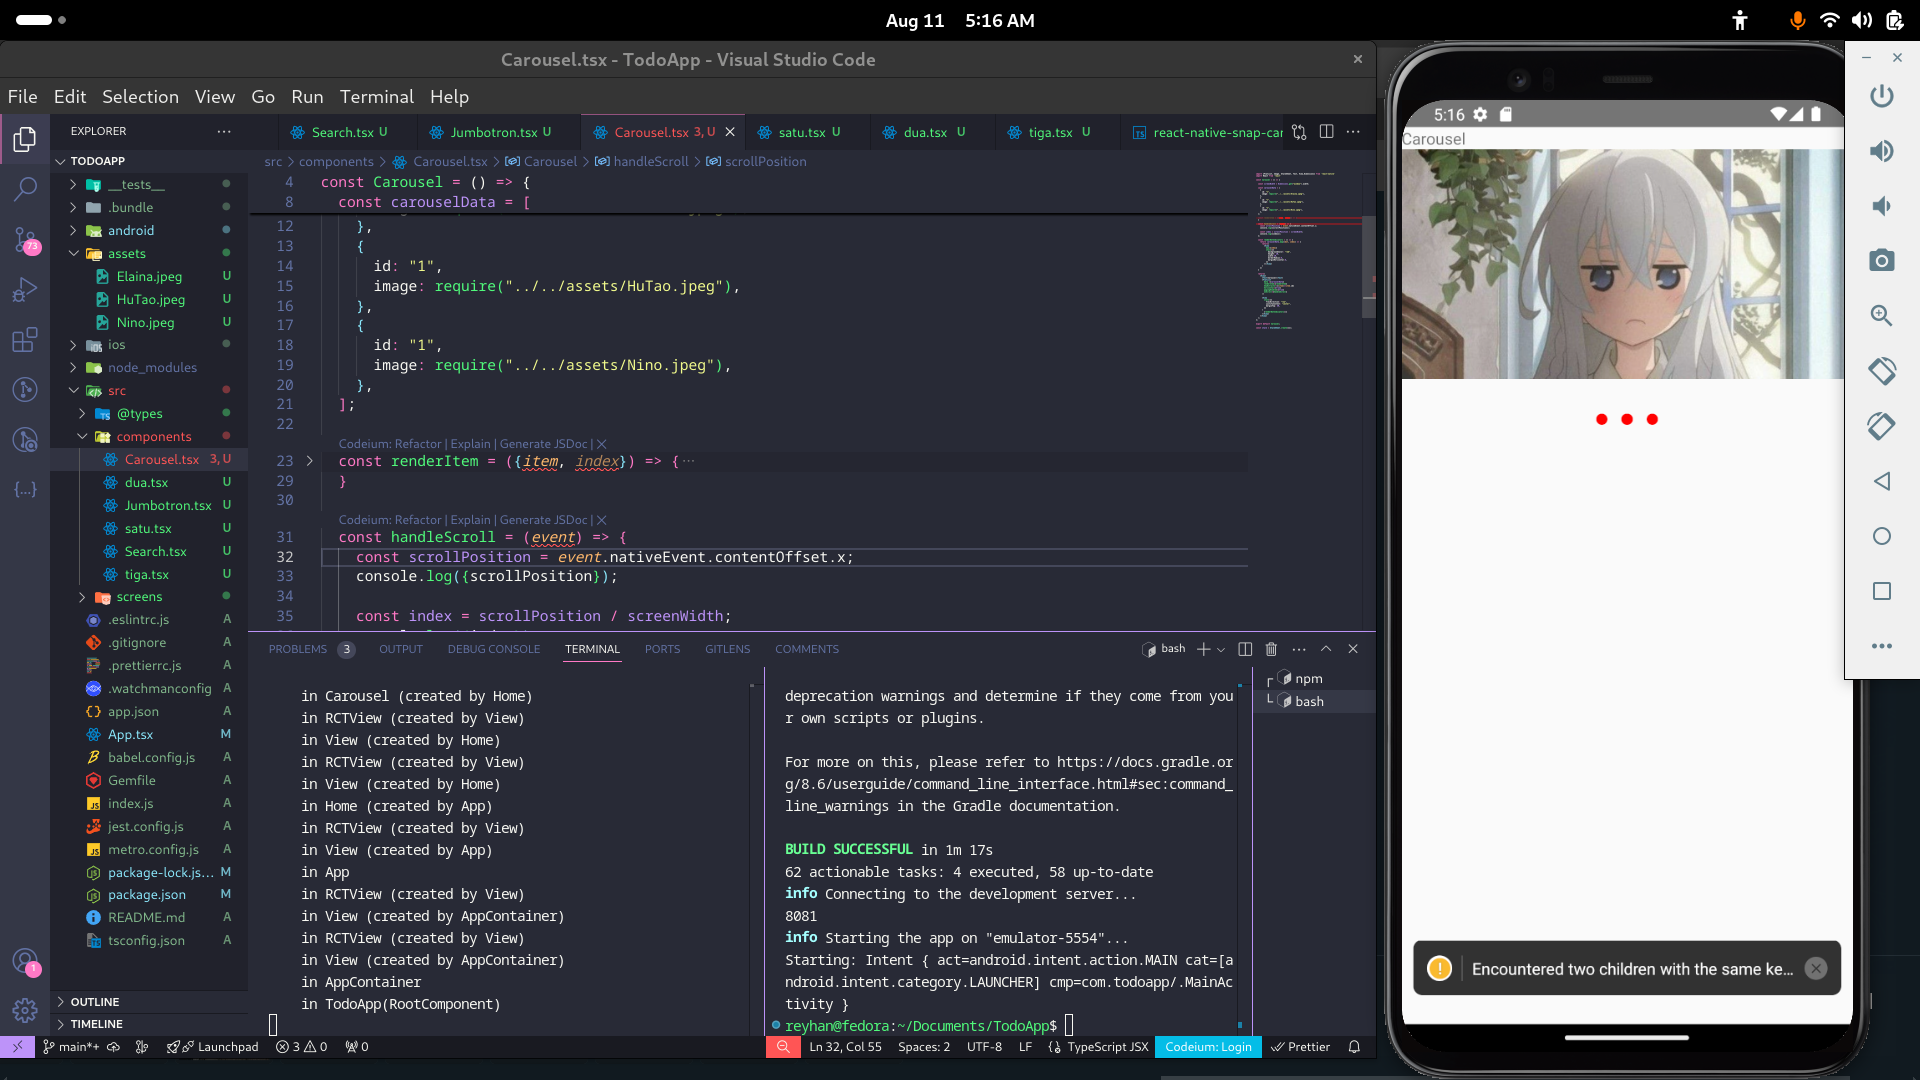 Aug 11 5:16 AM
Carousel.tsx - TodoApp - Visual Studio Code
File Edit Selection View Go Run Terminal Help
EXPLORER
Search.tsx U
Jumbotron.tsx U
Carousel.tsx 3, U
satu.tsx U
dua.tsx U
tiga.tsx U
react-native-snap-car
TODOAPP
__tests__
.bundle
android
assets
Elaina.jpeg U
HuTao.jpeg U
Nino.jpeg U
ios
node_modules
src
@types
components
Carousel.tsx 3, U
dua.tsx U
Jumbotron.tsx U
satu.tsx U
Search.tsx U
tiga.tsx U
screens
.eslintrc.js A
.gitignore A
.prettierrc.js A
.watchmanconfig A
app.json A
App.tsx M
babel.config.js A
Gemfile A
index.js A
jest.config.js A
metro.config.js A
package-lock.js... M
package.json M
README.md A
tsconfig.json A
OUTLINE
TIMELINE
73
1
src > components > Carousel.tsx > Carousel > handleScroll > scrollPosition
4 const Carousel = () => {
8 const carouselData = [
12 },
13 {
14 id: "1",
15 image: require("../../assets/HuTao.jpeg"),
16 },
17 {
18 id: "1",
19 image: require("../../assets/Nino.jpeg"),
20 },
21 ];
22
Codeium: Refactor | Explain | Generate JSDoc | X
23 const renderItem = ({item, index}) => {···
29 }
30
Codeium: Refactor | Explain | Generate JSDoc | X
31 const handleScroll = (event) => {
32 const scrollPosition = event.nativeEvent.contentOffset.x;
33 console.log({scrollPosition});
34
35 const index = scrollPosition / screenWidth;
PROBLEMS 3 OUTPUT DEBUG CONSOLE TERMINAL PORTS GITLENS COMMENTS
bash
in Carousel (created by Home)
in RCTView (created by View)
in View (created by Home)
in RCTView (created by View)
in View (created by Home)
in Home (created by App)
in RCTView (created by View)
in View (created by App)
in App
in RCTView (created by View)
in View (created by AppContainer)
in RCTView (created by View)
in View (created by AppContainer)
in AppContainer
in TodoApp(RootComponent)
deprecation warnings and determine if they come from you
r own scripts or plugins.
For more on this, please refer to https://docs.gradle.or
g/8.6/userguide/command_line_interface.html#sec:command_
line_warnings in the Gradle documentation.
BUILD SUCCESSFUL in 1m 17s
62 actionable tasks: 4 executed, 58 up-to-date
info Connecting to the development server...
8081
info Starting the app on "emulator-5554"...
Starting: Intent { act=android.intent.action.MAIN cat=[a
ndroid.intent.category.LAUNCHER] cmp=com.todoapp/.MainAc
tivity }
reyhan@fedora:~/Documents/TodoApp$
npm
bash
main*+ Launchpad 3 0 0
Ln 32, Col 55 Spaces: 2 UTF-8 LF TypeScript JSX Codeium: Login Prettier
5:16
Carousel
Encountered two children with the same ke...